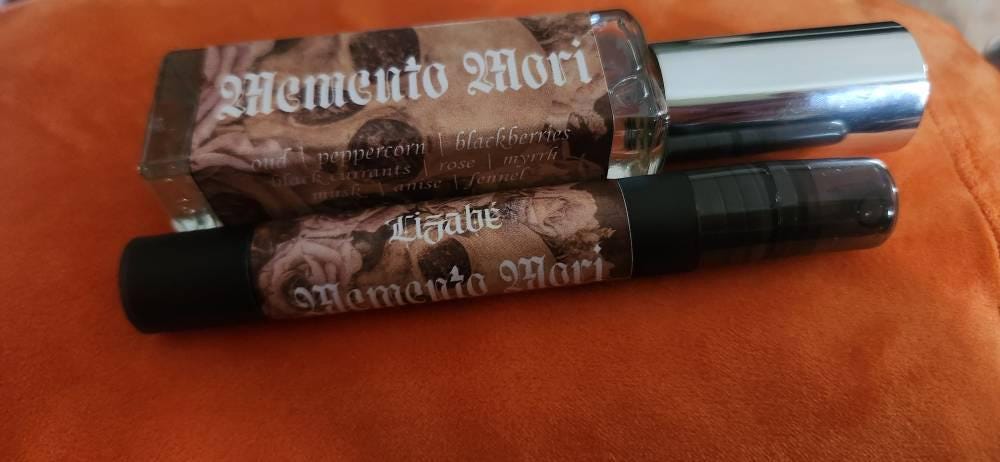 Memento Mori
oud | peppercorn | blackberries
black currants | rose | myrrh
musk | anise | fennel
Lizabé
Memento Mori